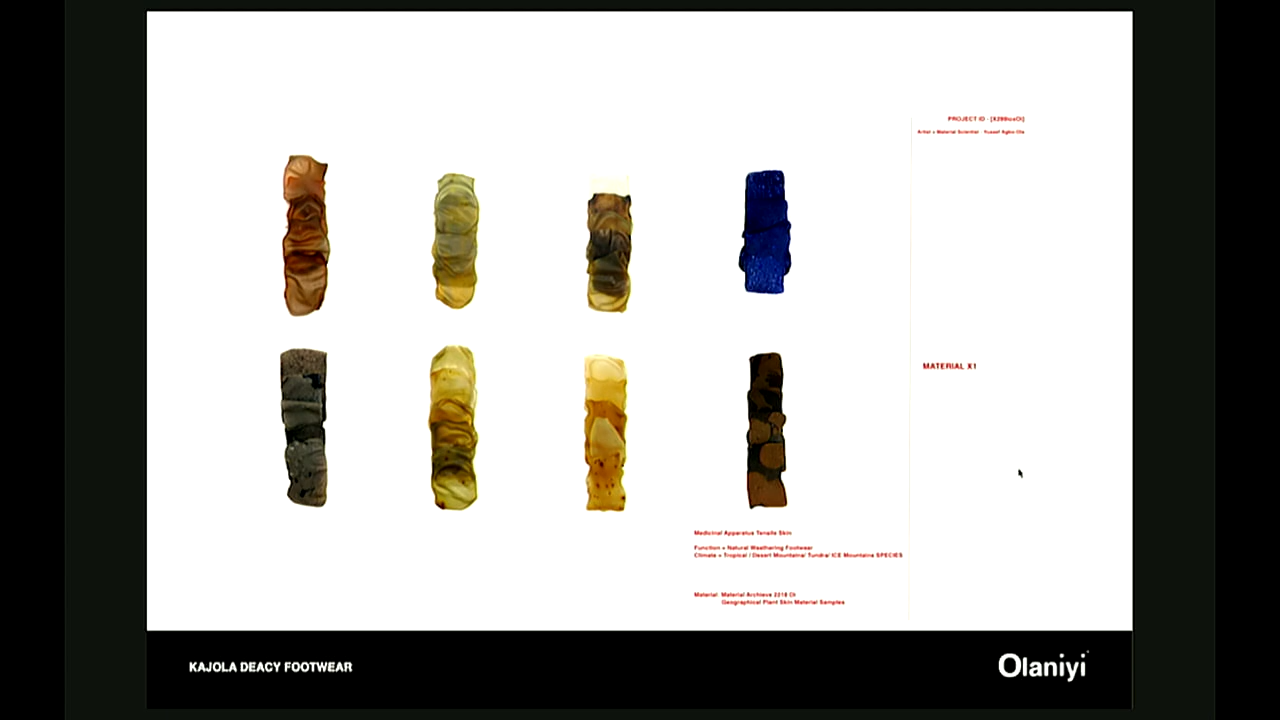 PROJECT ID - [X299ioxOi]
Artist + Material Scientist - Yussef Agbo-Ola
MATERIAL X1
Medicinal Apparatus Tensile Skin
Function + Natural Weathering Footwear
Climate + Tropical / Desert Mountains/ Tundra/ ICE Mountains SPECIES
Material: Material Archieve 2218 Oi
Geographical Plant Skin Material Samples
KAJOLA DEACY FOOTWEAR
Olaniyi